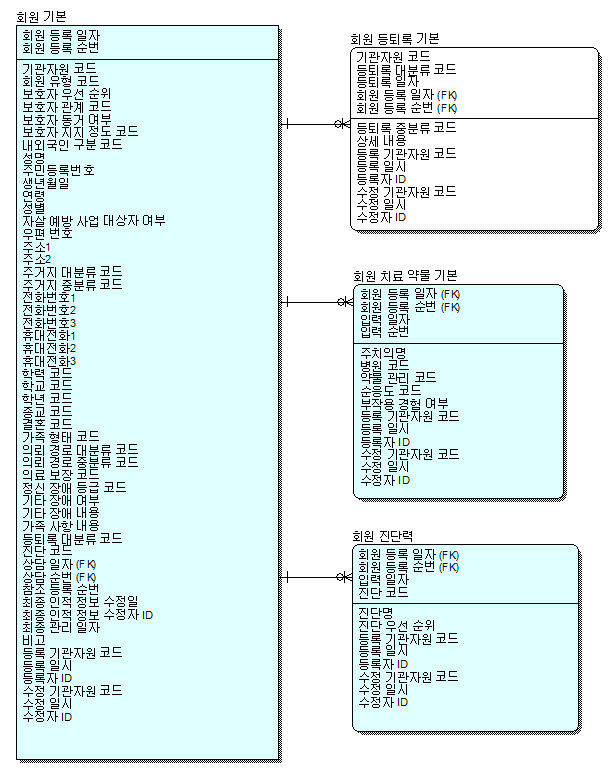 회원 기본
회원 등록 일자
회원 등록 순번
기관자원 코드
회원 유형 코드
보호자 우선 순위
보호자 관계 코드
보호자 동거 여부
보호자 지지 정도 코드
내외국인 구분 코드
성명
주민등록번호
생년월일
연령
성별
자살 예방 사업 대상자 여부
우편 번호
주소1
주소2
주거지 대분류 코드
주거지 중분류 코드
전화번호1
전화번호2
전화번호3
휴대전화1
휴대전화2
휴대전화3
학력 코드
학교 코드
학년 코드
종교 코드
결혼 코드
가족 형태 코드
의뢰 경로 대분류 코드
의뢰 경로 중분류 코드
의료 보장 코드
정신 장애 등급 코드
기타 장애 여부
기타 장애 내용
가족 사항 내용
등퇴록 대분류 코드
진단 코드
상담 일자 (FK)
상담 순번 (FK)
참조 등록 순번
최종 인적 정보 수정일
최종 인적 정보 수정자 ID
최종 관리 일자
비고
등록 기관자원 코드
등록 일시
등록자 ID
수정 기관자원 코드
수정 일시
수정자 ID
회원 등퇴록 기본
기관자원 코드
등퇴록 대분류 코드
등퇴록 일자
회원 등록 일자 (FK)
회원 등록 순번 (FK)
등퇴록 중분류 코드
상세 내용
등록 기관자원 코드
등록 일시
등록자 ID
수정 기관자원 코드
수정 일시
수정자 ID
회원 치료 약물 기본
회원 등록 일자 (FK)
회원 등록 순번 (FK)
입력 일자
입력 순번
주치의명
병원 코드
약물 관리 코드
순응도 코드
부작용 경험 여부
등록 기관자원 코드
등록 일시
등록자 ID
수정 기관자원 코드
수정 일시
수정자 ID
회원 진단력
회원 등록 일자 (FK)
회원 등록 순번 (FK)
입력 일자
진단 코드
진단명
진단 우선 순위
등록 기관자원 코드
등록 일시
등록자 ID
수정 기관자원 코드
수정 일시
수정자 ID